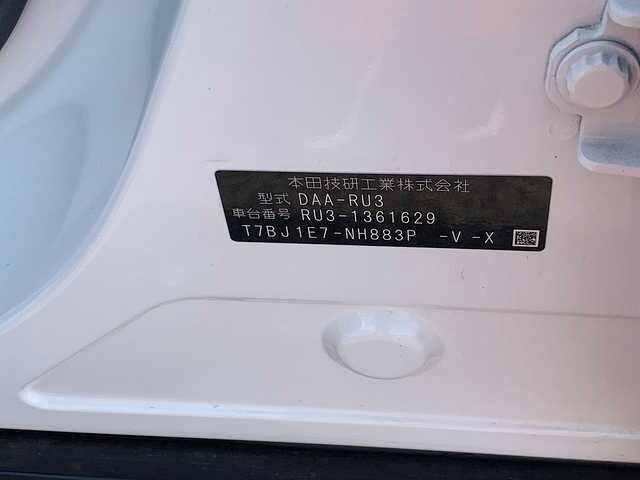 本田技研工業株式会社
型式 DAA-RU3
車台番号 RU3-1361629
T7BJ1E7-NH883P -V -X